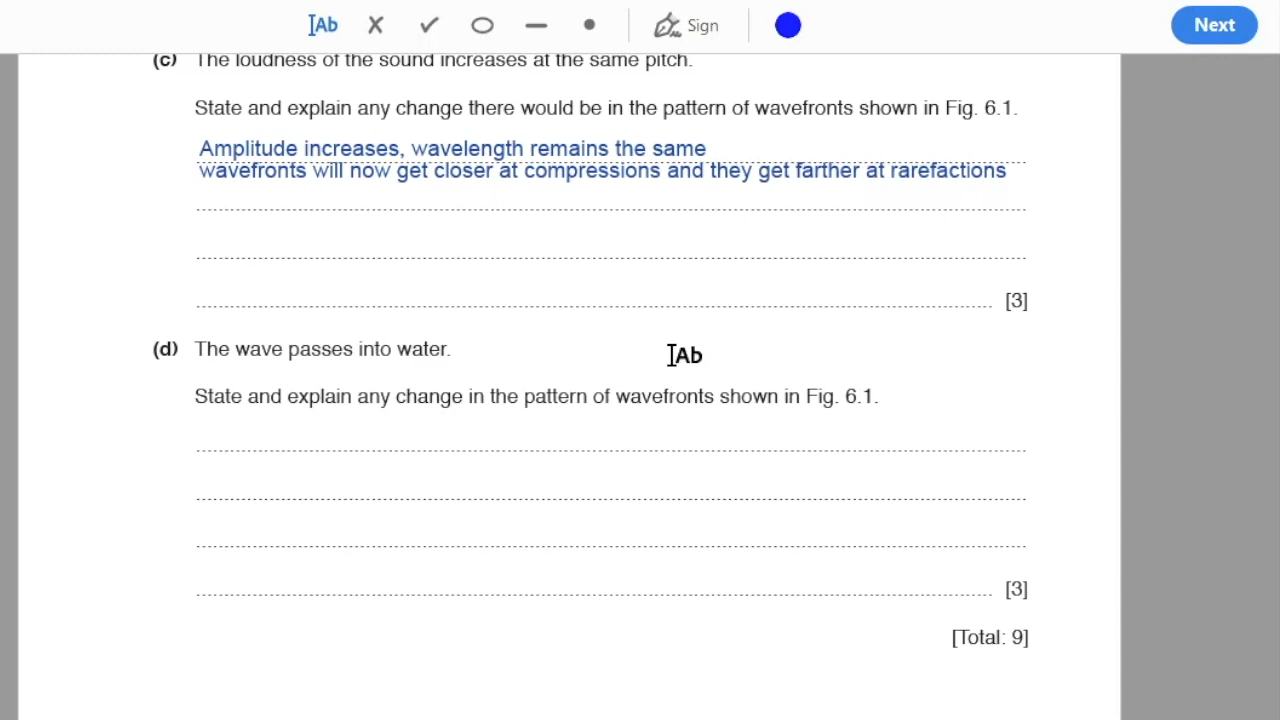 Ab
Sign
Next
(c) The loudness of the sound increases at the same pitch.
State and explain any change there would be in the pattern of wavefronts shown in Fig. 6.1.
Amplitude increases, wavelength remains the same
wavefronts will now get closer at compressions and they get farther at rarefactions
[3]
(d) The wave passes into water.
Ab
State and explain any change in the pattern of wavefronts shown in Fig. 6.1.
[3]
[Total: 9]